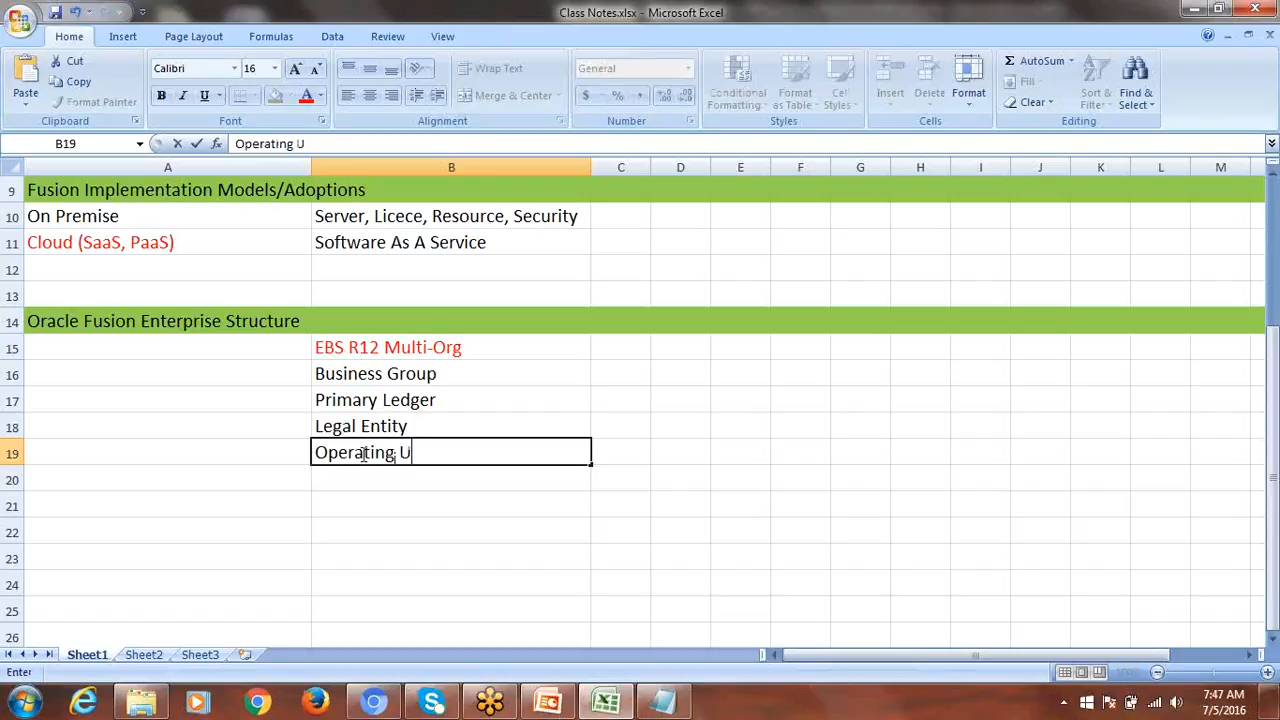 Class Notes.xlsx - Microsoft Excel
Home Insert Page Layout Formulas Data Review View
Paste Cut Copy Format Painter Clipboard
Calibri 16 A A B I U A Font
Wrap Text Merge & Center Alignment
General $ % , Number
Conditional Formatting Format as Table Cell Styles Styles
Insert Delete Format Cells
Σ AutoSum Fill Clear Sort & Filter Find & Select Editing
B19 fx Operating U
A B C D E F G H I J K L M
9 Fusion Implementation Models/Adoptions
10 On Premise Server, Licece, Resource, Security
11 Cloud (SaaS, PaaS) Software As A Service
12
13
14 Oracle Fusion Enterprise Structure
15 EBS R12 Multi-Org
16 Business Group
17 Primary Ledger
18 Legal Entity
19 Operating U
20
21
22
23
24
25
26
Sheet1 Sheet2 Sheet3
Enter
7:47 AM
7/5/2016